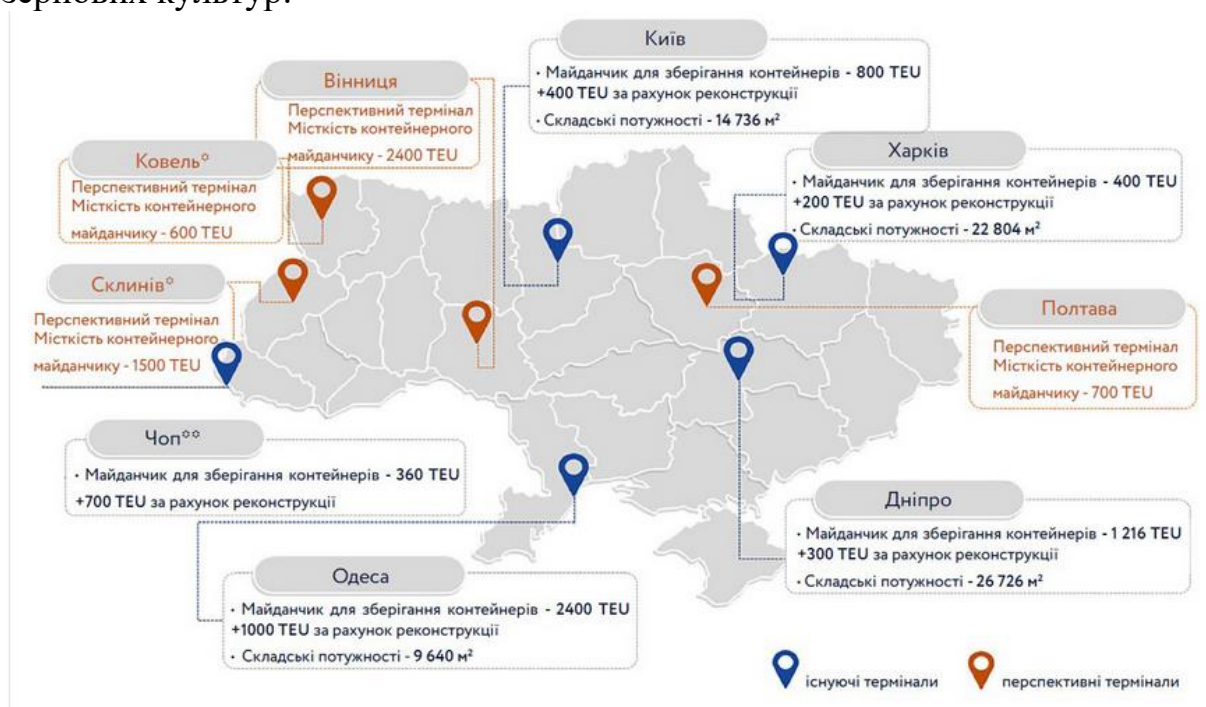 зернових культур.
Київ
· Майданчик для зберігання контейнерів - 800 TEU
+400 TEU за рахунок реконструкції
· Складські потужності - 14 736 м²
Вінниця
Перспективний термінал
Місткість контейнерного
майданчику - 2400 TEU
Ковель*
Перспективний термінал
Місткість контейнерного
майданчику - 600 TEU
Харків
· Майданчик для зберігання контейнерів - 400 TEU
+200 TEU за рахунок реконструкції
· Складські потужності - 22 804 м²
Склинів*
Перспективний термінал
Місткість контейнерного
майданчику - 1500 TEU
Полтава
Перспективний термінал
Місткість контейнерного
майданчику - 700 TEU
Чоп**
· Майданчик для зберігання контейнерів - 360 TEU
+700 TEU за рахунок реконструкції
Дніпро
· Майданчик для зберігання контейнерів - 1 216 TEU
+300 TEU за рахунок реконструкції
· Складські потужності - 26 726 м²
Одеса
· Майданчик для зберігання контейнерів - 2400 TEU
+1000 TEU за рахунок реконструкції
· Складські потужності - 9 640 м²
існуючі термінали
перспективні термінали